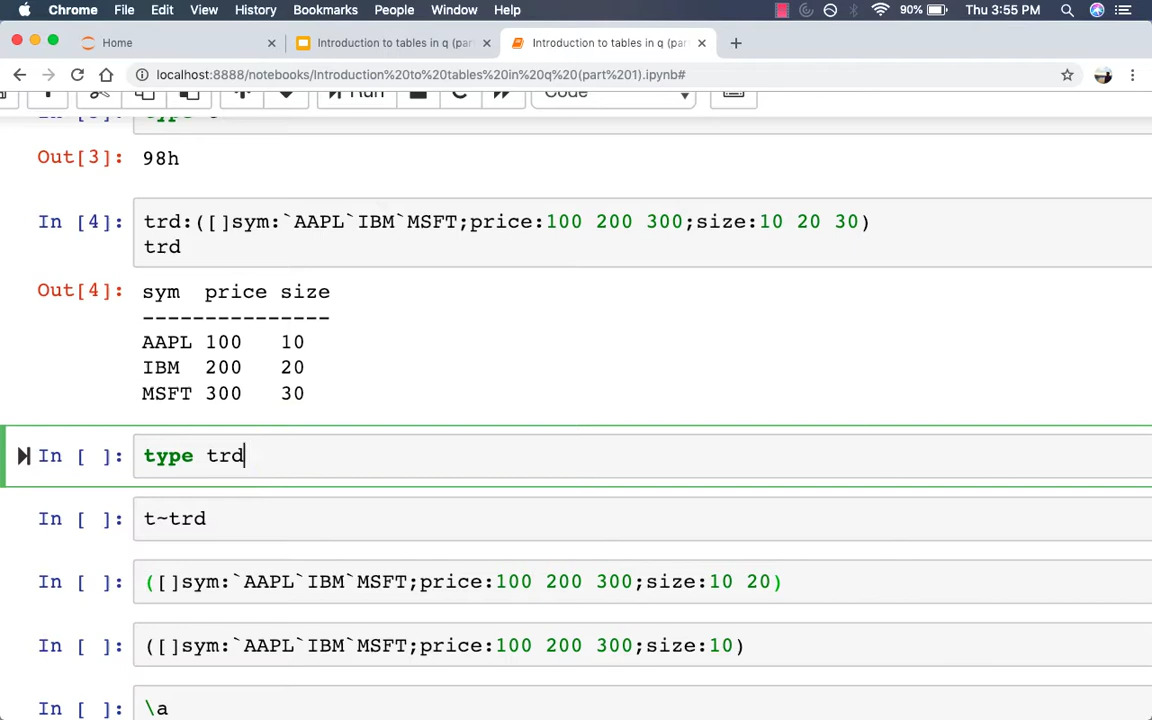 Chrome File Edit View History Bookmarks People Window Help 90% Thu 3:55 PM
Home Introduction to tables in q (par Introduction to tables in q (par
localhost:8888/notebooks/Introduction%20to%20tables%20in%20q%20(part%201).ipynb#
Run Code
Out[3]: 98h
In [4]: trd:([]sym:`AAPL`IBM`MSFT;price:100 200 300;size:10 20 30)
trd
Out[4]: sym price size
---------------
AAPL 100 10
IBM 200 20
MSFT 300 30
In [ ]: type trd
In [ ]: t~trd
In [ ]: ([]sym:`AAPL`IBM`MSFT;price:100 200 300;size:10 20)
In [ ]: ([]sym:`AAPL`IBM`MSFT;price:100 200 300;size:10)
In [ ]: \a